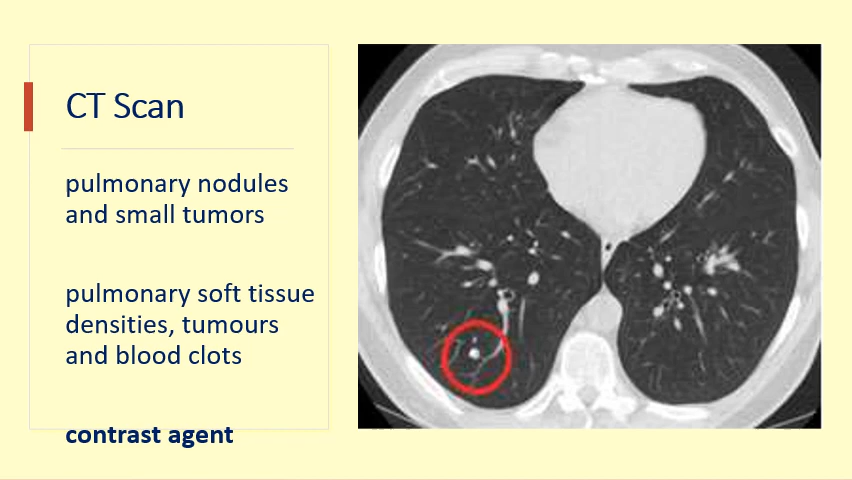 CT Scan
pulmonary nodules
and small tumors
pulmonary soft tissue
densities, tumours
and blood clots
contrast agent